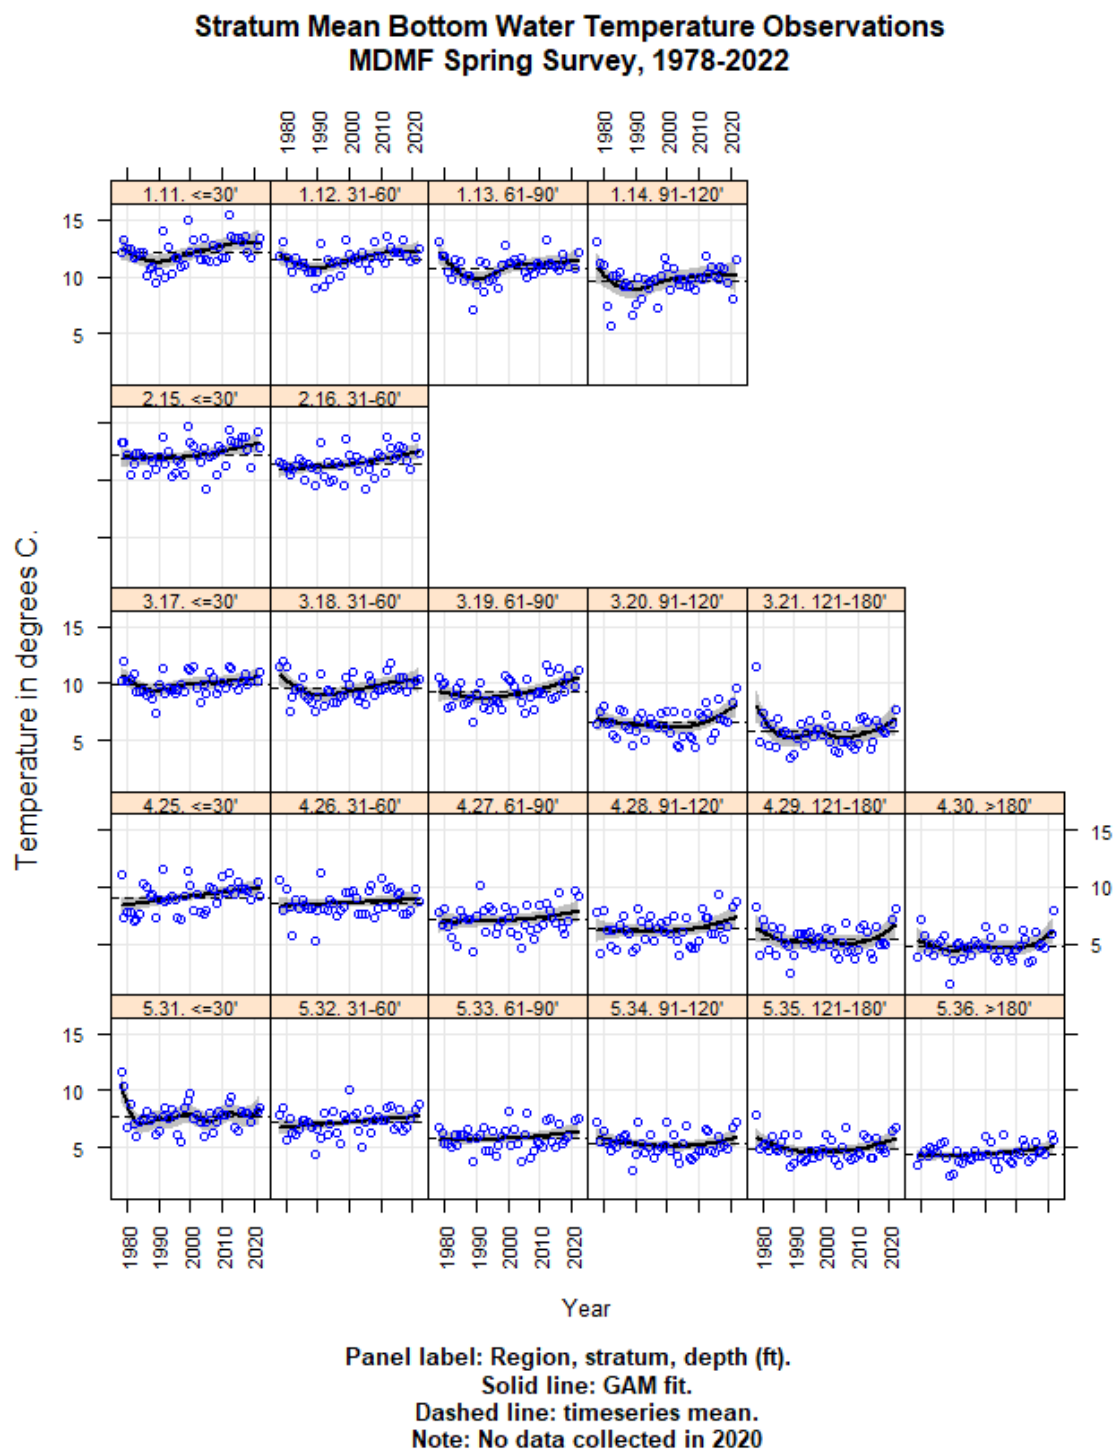 Stratum Mean Bottom Water Temperature Observations
MDMF Spring Survey, 1978-2022
1980 1990 2000 2010 2020 1980 1990 2000 2010 2020
1.11. <=30' 1.12. 31-60' 1.13. 61-90' 1.14. 91-120'
15
10
5
2.15. <=30' 2.16. 31-60'
Temperature in degrees C.
3.17. <=30' 3.18. 31-60' 3.19. 61-90' 3.20. 91-120' 3.21. 121-180'
15
10
5
4.25. <=30' 4.26. 31-60' 4.27. 61-90' 4.28. 91-120' 4.29. 121-180' 4.30. >180'
15
10
5
5.31. <=30' 5.32. 31-60' 5.33. 61-90' 5.34. 91-120' 5.35. 121-180' 5.36. >180'
15
10
5
1980 1990 2000 2010 2020 1980 1990 2000 2010 2020 1980 1990 2000 2010 2020
Year
Panel label: Region, stratum, depth (ft).
Solid line: GAM fit.
Dashed line: timeseries mean.
Note: No data collected in 2020